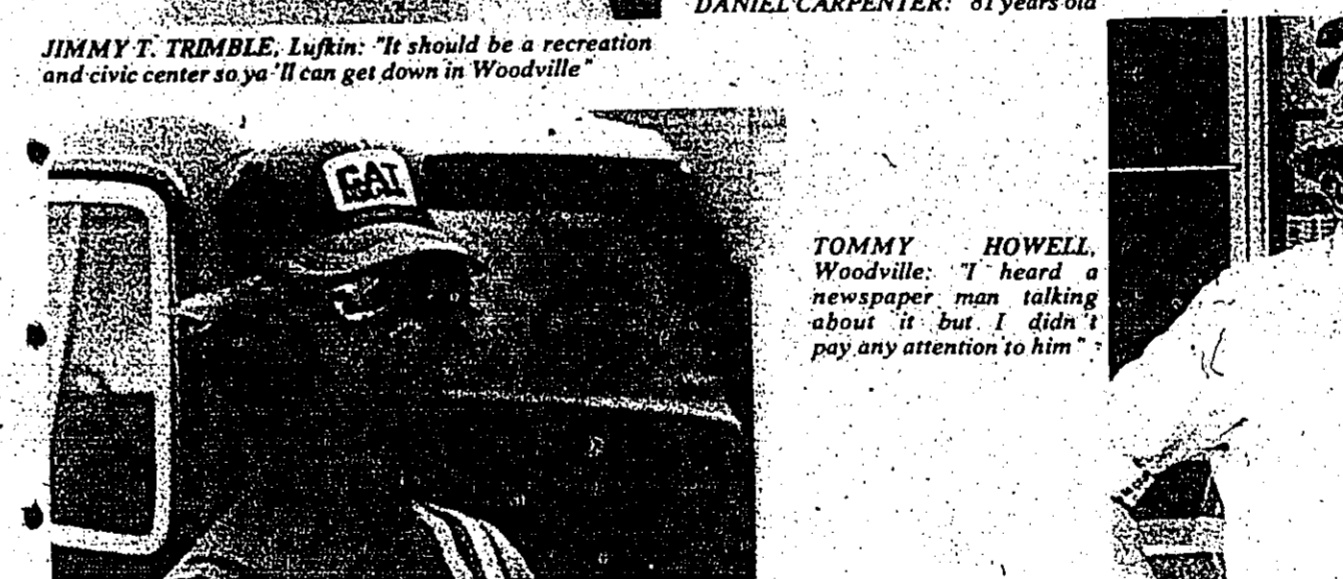 DANIEL CARPENTER: "81 years old
JIMMY T. TRIMBLE, Lufkin: "It should be a recreation
and civic center so ya'll can get down in Woodville"
CAT
TOMMY HOWELL,
Woodville: "I heard a
newspaper man talking
about it but I didn't
pay any attention to him"